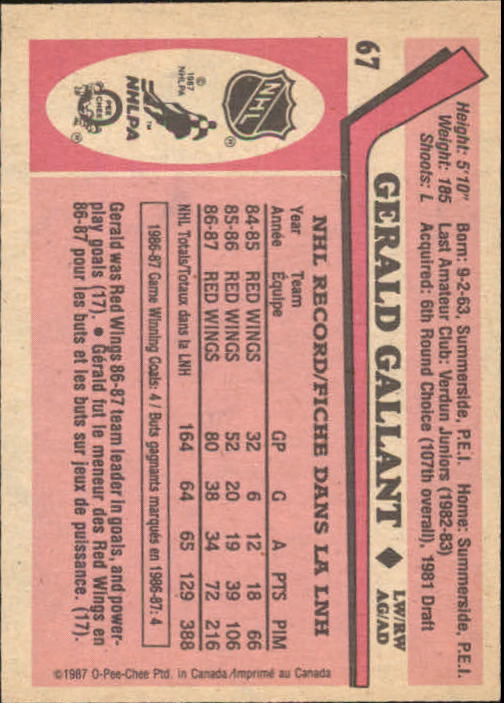 67
Height: 5'10" Born: 9-2-63, Summerside, P.E.I. Home: Summerside, P.E.I.
Weight: 185 Last Amateur Club: Verdun Juniors (1982-83)
Shoots: L Acquired: 6th Round Choice (107th overall), 1981 Draft
GERALD GALLANT ◆ LW/RW
AG/AD
NHL
®
© 1987 NHLPA
NHLPA
™
O PEE CHEE
®
NHL RECORD/FICHE DANS LA LNH
Year Team
Année Équipe GP G A PTS PIM
84-85 RED WINGS 32 6 12 18 66
85-86 RED WINGS 52 20 19 39 106
86-87 RED WINGS 80 38 34 72 216
NHL Totals/Totaux dans la LNH 164 64 65 129 388
1986-87 Game Winning Goals: 4 / Buts gagnants marqués en 1986-87: 4
Gerald was Red Wings 86-87 team leader in goals, and power-
play goals (17). ● Gérald fut le meneur des Red Wings en
86-87 pour les buts et les buts sur jeux de puissance. (17).
©1987 O-Pee-Chee Ptd. in Canada/Imprimé au Canada